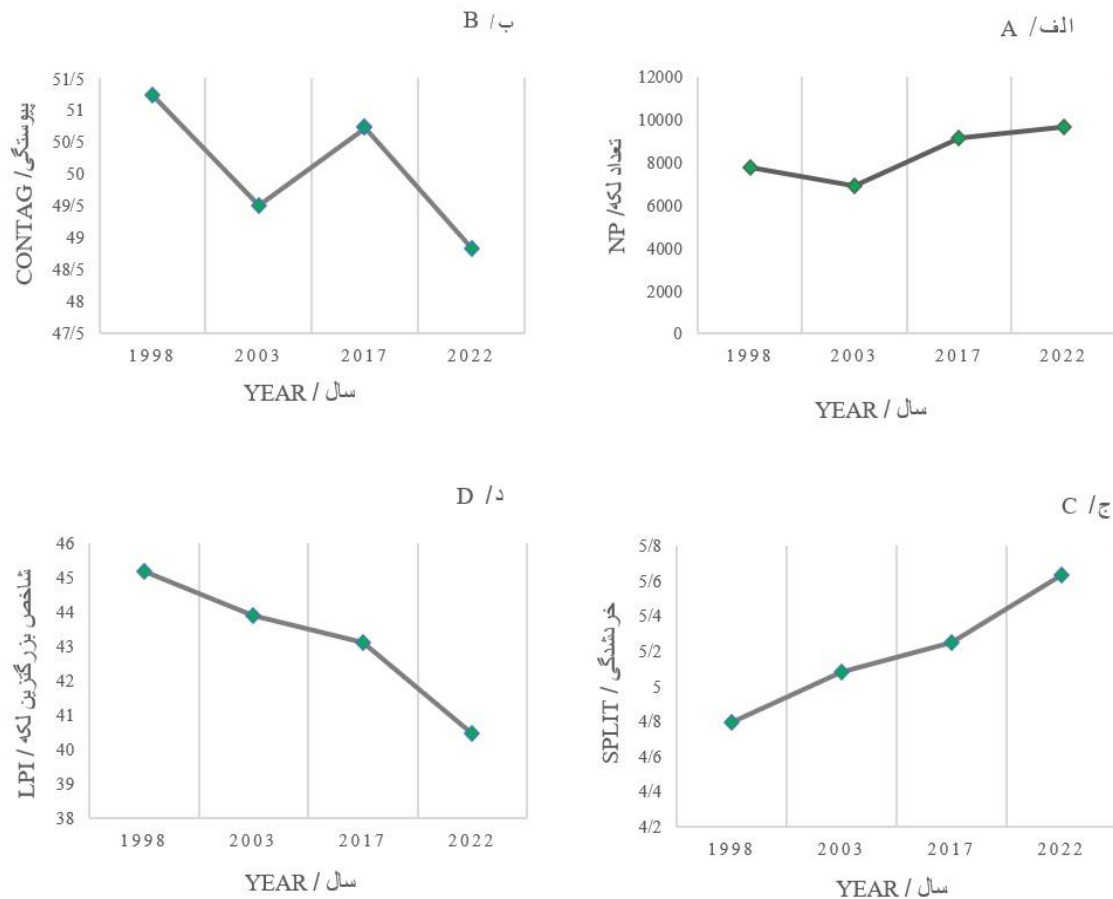 ب/ B
CONTAG /پیوستگی
51/5
51
50/5
50
49/5
49
48/5
48
47/5
1998 2003 2017 2022
YEAR / سال
الف/ A
NP /تعداد لکه
12000
10000
8000
6000
4000
2000
0
1998 2003 2017 2022
YEAR / سال
د/ D
LPI / شاخص بزرگترین لکه
46
45
44
43
42
41
40
39
38
1998 2003 2017 2022
YEAR / سال
ج/ C
SPLIT / خردشدگی
5/8
5/6
5/4
5/2
5
4/8
4/6
4/4
4/2
1998 2003 2017 2022
YEAR / سال